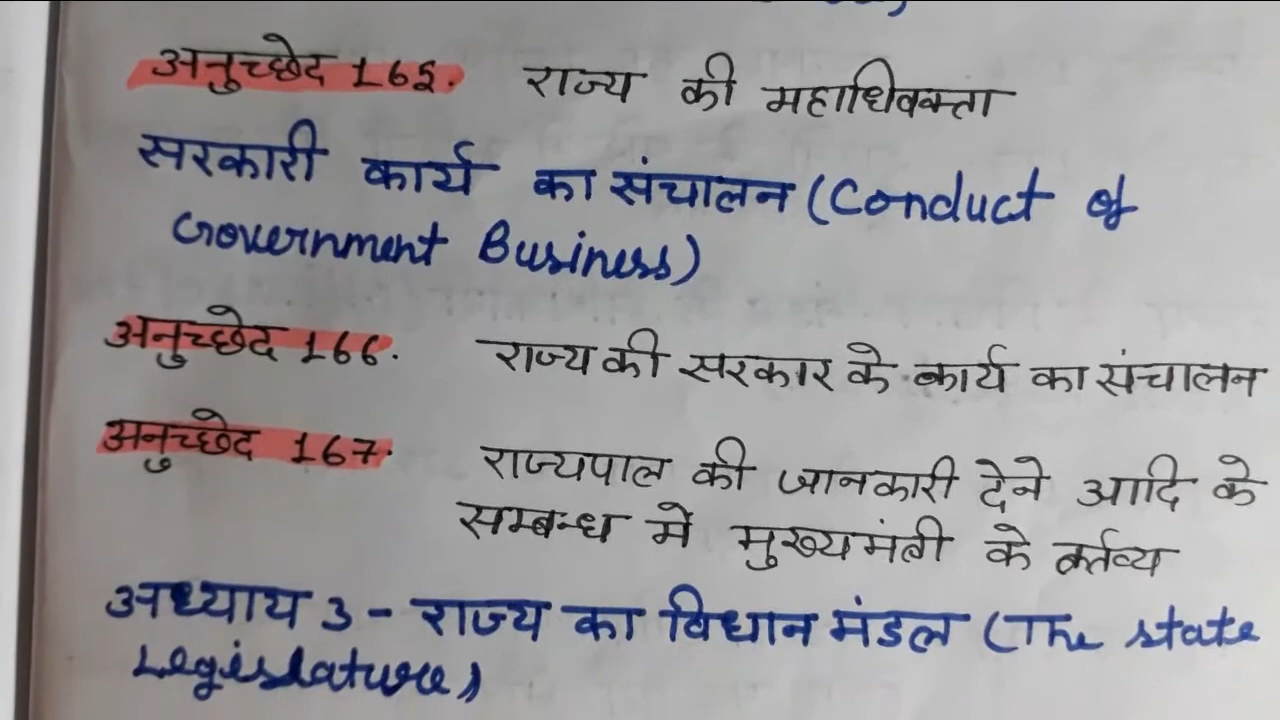 अनुच्छेद 165. राज्य की महाधिवक्ता
सरकारी कार्य का संचालन (Conduct of
Government Business)
अनुच्छेद 166. राज्य की सरकार के कार्य का संचालन
अनुच्छेद 167. राज्यपाल की जानकारी देने आदि के
सम्बन्ध मे मुख्यमंत्री के कर्तव्य
अध्याय 3 - राज्य का विधान मंडल (The state
Legislature)